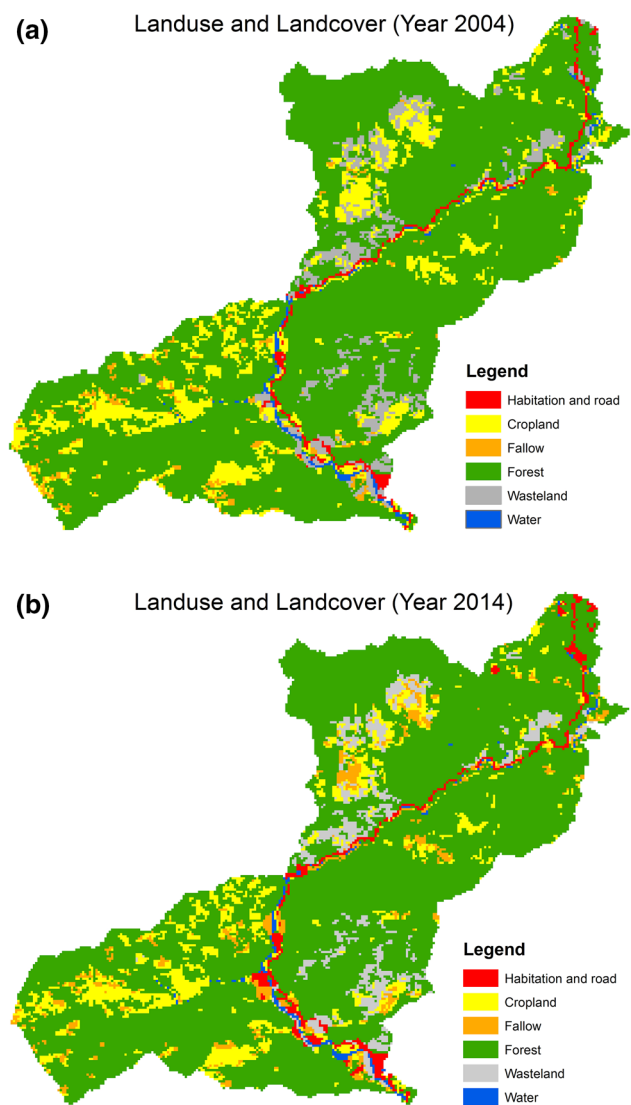 (a)
Landuse and Landcover (Year 2004)
Legend
Habitation and road
Cropland
Fallow
Forest
Wasteland
Water
(b)
Landuse and Landcover (Year 2014)
Legend
Habitation and road
Cropland
Fallow
Forest
Wasteland
Water